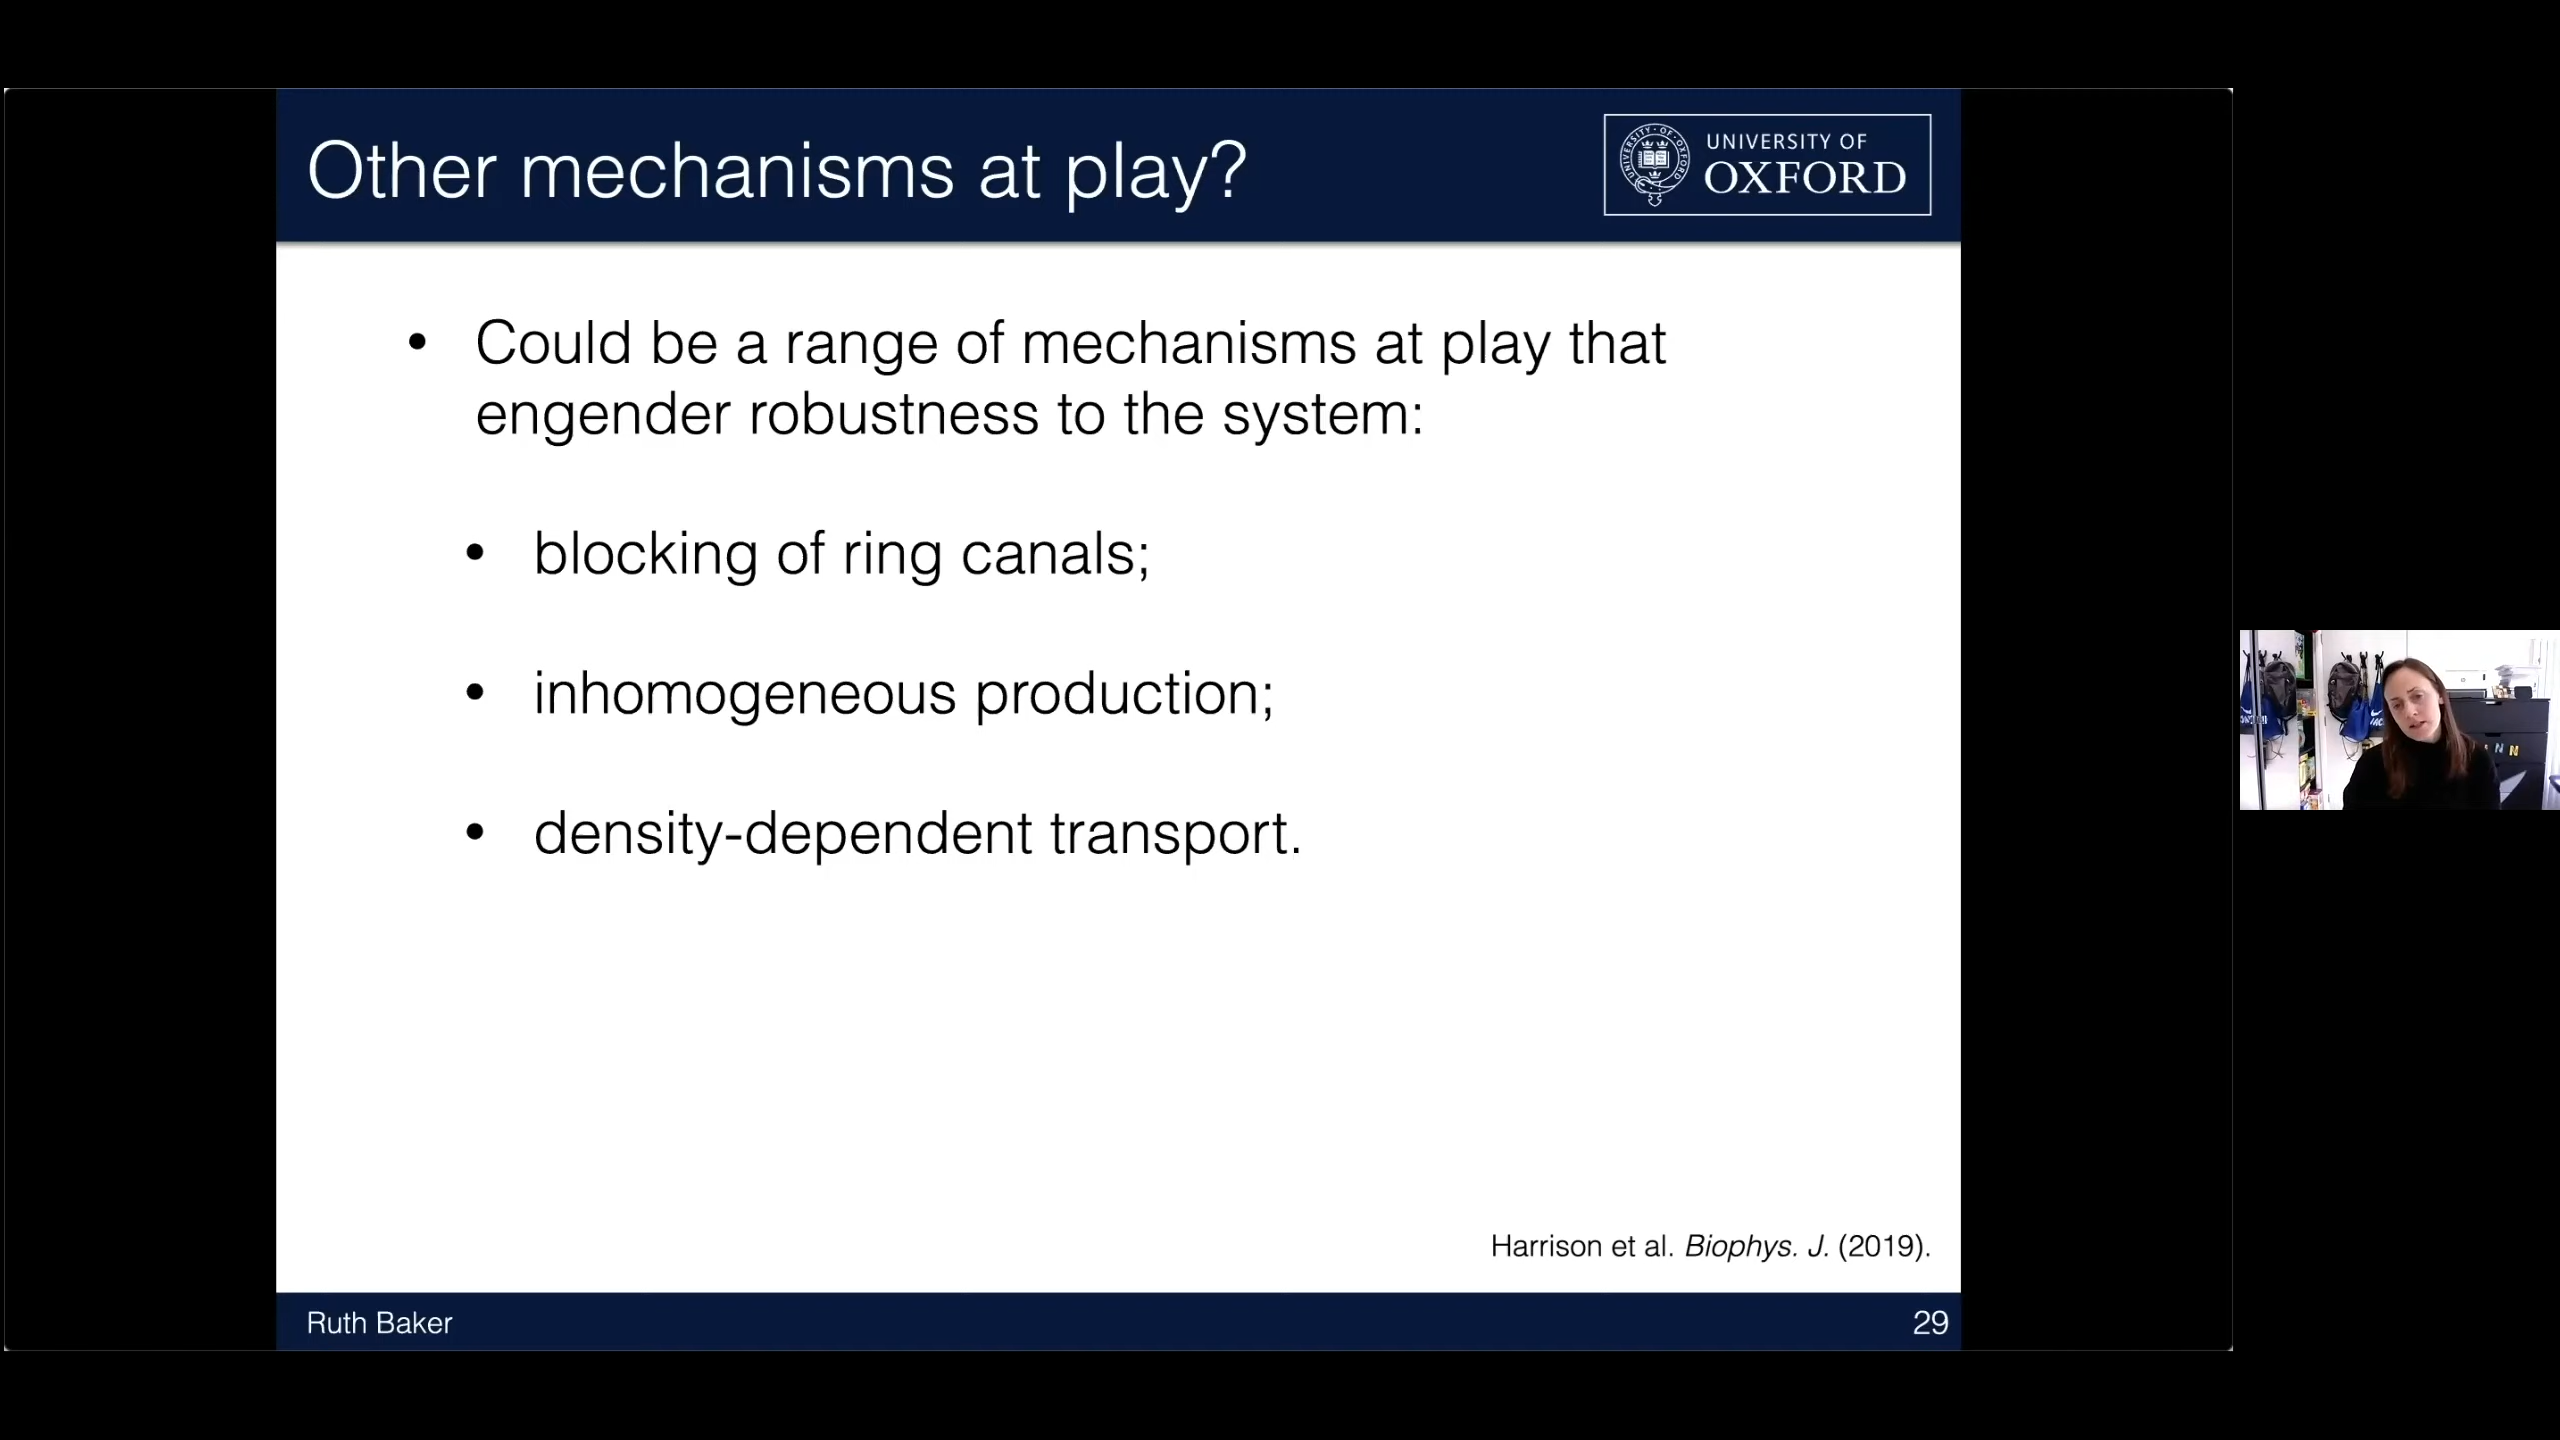 Other mechanisms at play?
UNIVERSITY OF
OXFORD
• Could be a range of mechanisms at play that
engender robustness to the system:
• blocking of ring canals;
• inhomogeneous production;
• density-dependent transport.
Harrison et al. Biophys. J. (2019).
Ruth Baker
29